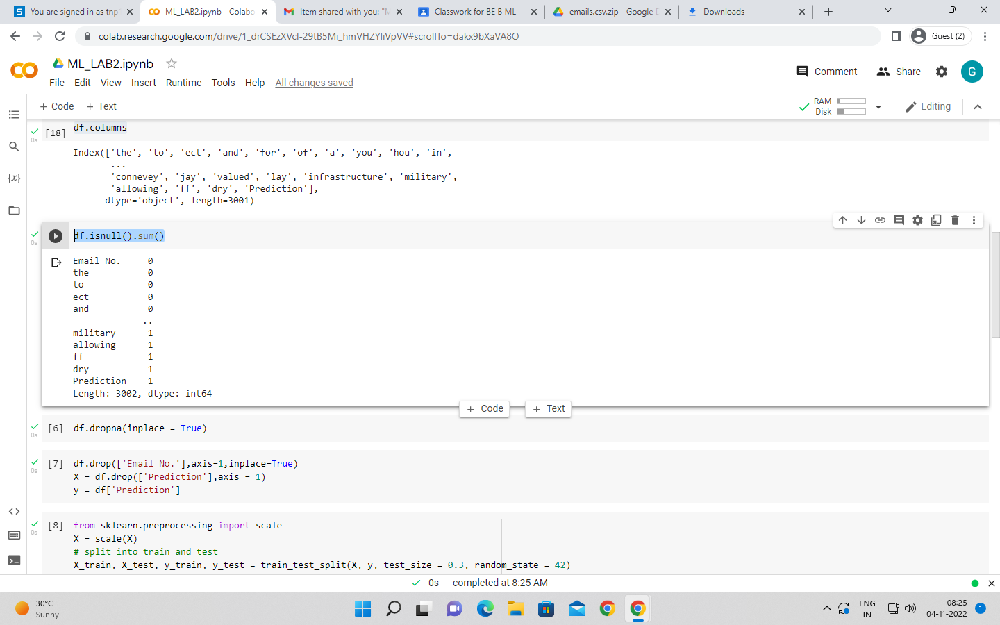 You are signed in as tnp
ML_LAB2.ipynb - Colabo
Item shared with you: "M
Classwork for BE B ML
emails.csv.zip - Google D
Downloads
colab.research.google.com/drive/1_drCSEzXVcI-29tB5Mi_hmVHZYIiVpVV#scrollTo=dakx9bXaVA8O
Guest (2)
ML_LAB2.ipynb
Comment
Share
G
File Edit View Insert Runtime Tools Help All changes saved
+ Code + Text
RAM
Disk
Editing
[18] df.columns
0s
Index(['the', 'to', 'ect', 'and', 'for', 'of', 'a', 'you', 'hou', 'in',
...
'connevey', 'jay', 'valued', 'lay', 'infrastructure', 'military',
'allowing', 'ff', 'dry', 'Prediction'],
dtype='object', length=3001)
df.isnull().sum()
0s
Email No. 0
the 0
to 0
ect 0
and 0
..
military 1
allowing 1
ff 1
dry 1
Prediction 1
Length: 3002, dtype: int64
+ Code + Text
[6] df.dropna(inplace = True)
0s
[7] df.drop(['Email No.'],axis=1,inplace=True)
0s
X = df.drop(['Prediction'],axis = 1)
y = df['Prediction']
[8] from sklearn.preprocessing import scale
0s
X = scale(X)
# split into train and test
X_train, X_test, y_train, y_test = train_test_split(X, y, test_size = 0.3, random_state = 42)
0s completed at 8:25 AM
30°C
Sunny
ENG
IN
08:25
04-11-2022
1